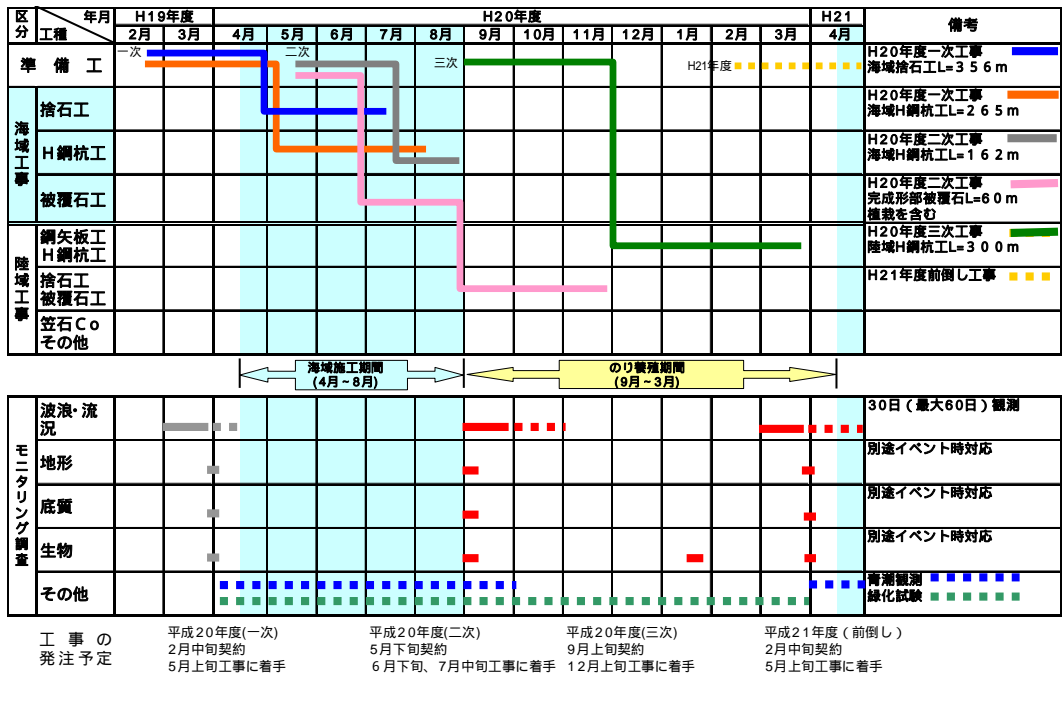 区分 年月 工種 H19年度 H20年度 H21 備考
2月 3月 4月 5月 6月 7月 8月 9月 10月 11月 12月 1月 2月 3月 4月
準備工 一次 二次 三次 H21年度
H20年度一次工事
海域捨石工L=356m
海域工事
捨石工
H20年度一次工事
海域H鋼杭工L=265m
H鋼杭工
H20年度二次工事
海域H鋼杭工L=162m
被覆石工
H20年度二次工事
完成形部被覆石L=60m
植栽を含む
陸域工事
鋼矢板工
H鋼杭工
H20年度三次工事
陸域H鋼杭工L=300m
捨石工
被覆石工
H21年度前倒し工事
笠石Co
その他
海域施工期間
(4月~8月)
のり養殖期間
(9月~3月)
モニタリング調査
波浪・流
況
30日(最大60日)観測
地形
別途イベント時対応
底質
別途イベント時対応
生物
別途イベント時対応
その他
青潮観測
緑化試験
工事の
発注予定
平成20年度(一次)
2月中旬契約
5月上旬工事に着手
平成20年度(二次)
5月下旬契約
6月下旬、7月中旬工事に着手
平成20年度(三次)
9月上旬契約
12月上旬工事に着手
平成21年度(前倒し)
2月中旬契約
5月上旬工事に着手